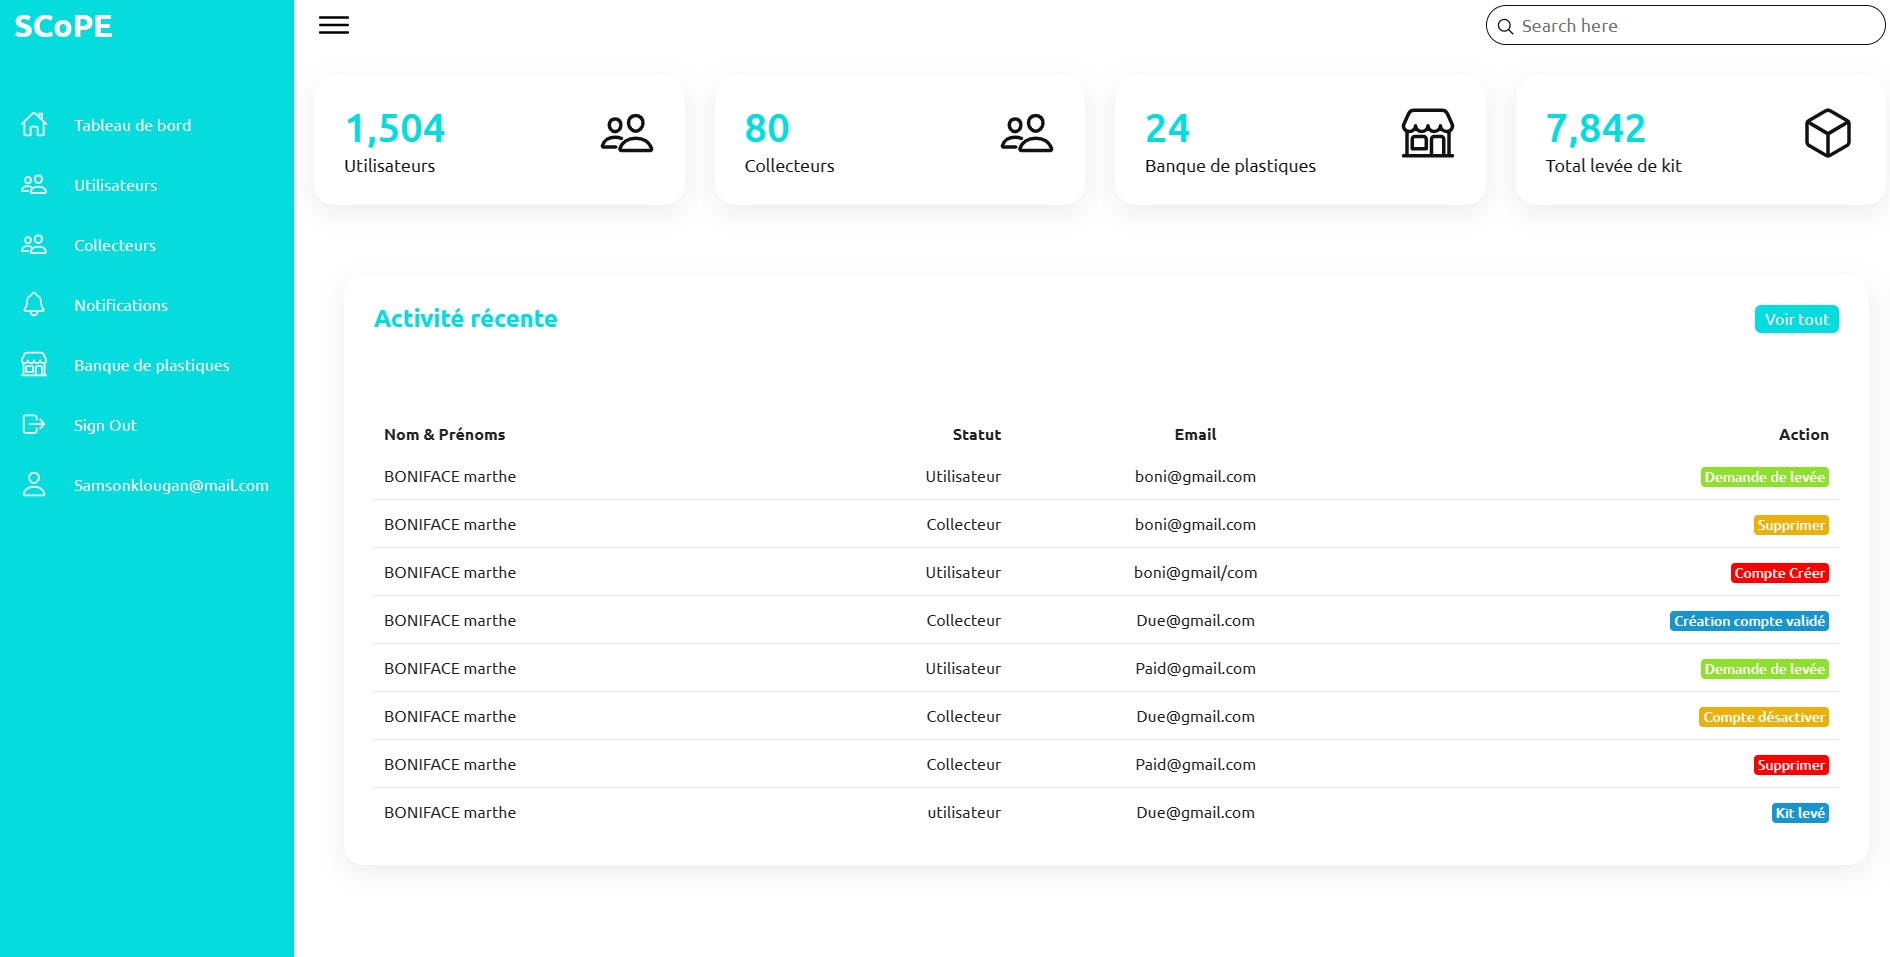 SCoPE
Search here
Tableau de bord
Utilisateurs
Collecteurs
Notifications
Banque de plastiques
Sign Out
Samsonklougan@mail.com
1,504
Utilisateurs
80
Collecteurs
24
Banque de plastiques
7,842
Total levée de kit
Activité récente
Voir tout
Nom & Prénoms Statut Email Action
BONIFACE marthe Utilisateur boni@gmail.com Demande de levée
BONIFACE marthe Collecteur boni@gmail.com Supprimer
BONIFACE marthe Utilisateur boni@gmail/com Compte Créer
BONIFACE marthe Collecteur Due@gmail.com Création compte validé
BONIFACE marthe Utilisateur Paid@gmail.com Demande de levée
BONIFACE marthe Collecteur Due@gmail.com Compte désactiver
BONIFACE marthe Collecteur Paid@gmail.com Supprimer
BONIFACE marthe utilisateur Due@gmail.com Kit levé